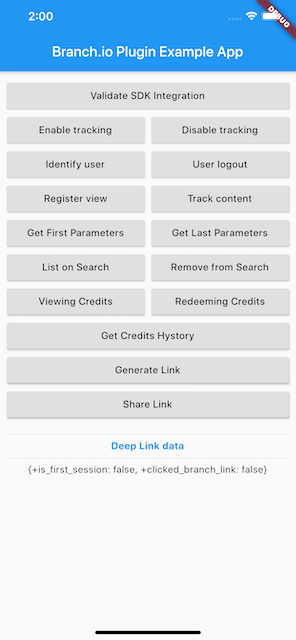 2:00
DEBUG
Branch.io Plugin Example App
Validate SDK Integration
Enable tracking
Disable tracking
Identify user
User logout
Register view
Track content
Get First Parameters
Get Last Parameters
List on Search
Remove from Search
Viewing Credits
Redeeming Credits
Get Credits Hystory
Generate Link
Share Link
Deep Link data
{+is_first_session: false, +clicked_branch_link: false}